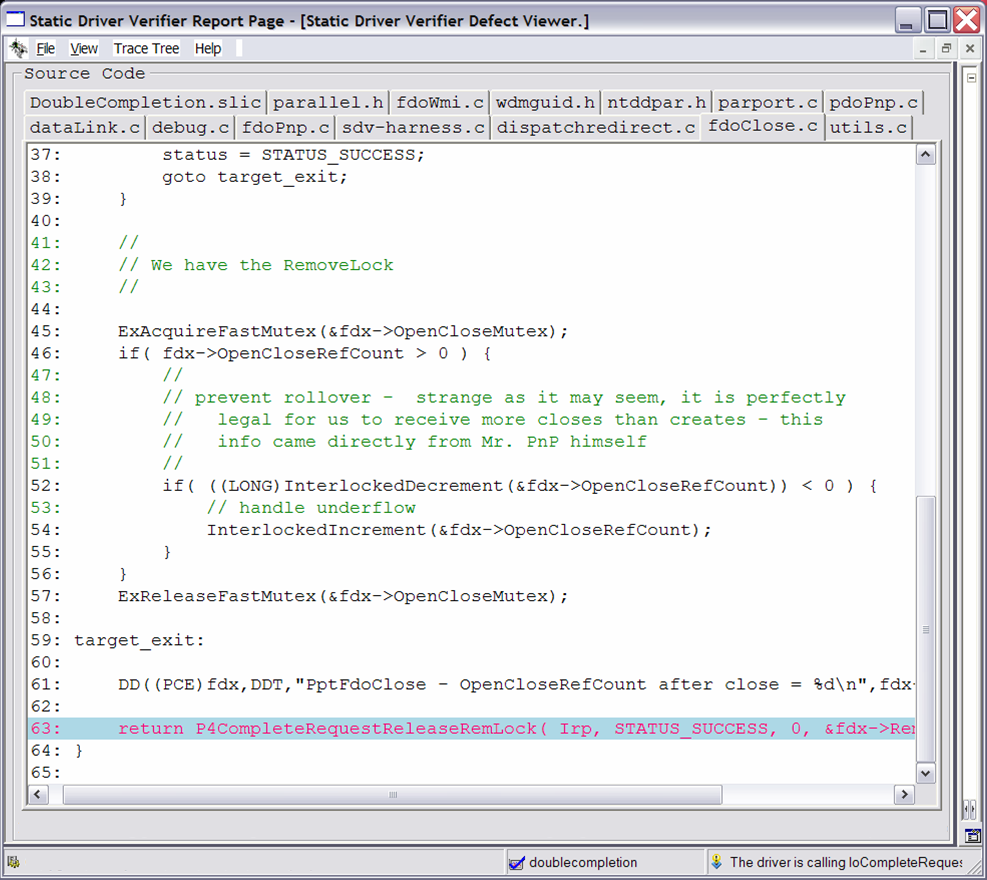 Static Driver Verifier Report Page - [Static Driver Verifier Defect Viewer.]
File View Trace Tree Help
Source Code
DoubleCompletion.slic parallel.h fdoWmi.c wdmguid.h ntddpar.h parport.c pdoPnp.c
dataLink.c debug.c fdoPnp.c sdv-harness.c dispatchredirect.c fdoClose.c utils.c
37: status = STATUS_SUCCESS;
38: goto target_exit;
39: }
40:
41: //
42: // We have the RemoveLock
43: //
44:
45: ExAcquireFastMutex(&fdx->OpenCloseMutex);
46: if( fdx->OpenCloseRefCount > 0 ) {
47: //
48: // prevent rollover - strange as it may seem, it is perfectly
49: // legal for us to receive more closes than creates - this
50: // info came directly from Mr. PnP himself
51: //
52: if( ((LONG)InterlockedDecrement(&fdx->OpenCloseRefCount)) < 0 ) {
53: // handle underflow
54: InterlockedIncrement(&fdx->OpenCloseRefCount);
55: }
56: }
57: ExReleaseFastMutex(&fdx->OpenCloseMutex);
58:
59: target_exit:
60:
61: DD((PCE)fdx,DDT,"PptFdoClose - OpenCloseRefCount after close = %d\n",fdx-
62:
63: return P4CompleteRequestReleaseRemLock( Irp, STATUS_SUCCESS, 0, &fdx->Rem
64: }
65:
doublecompletion The driver is calling IoCompleteReques